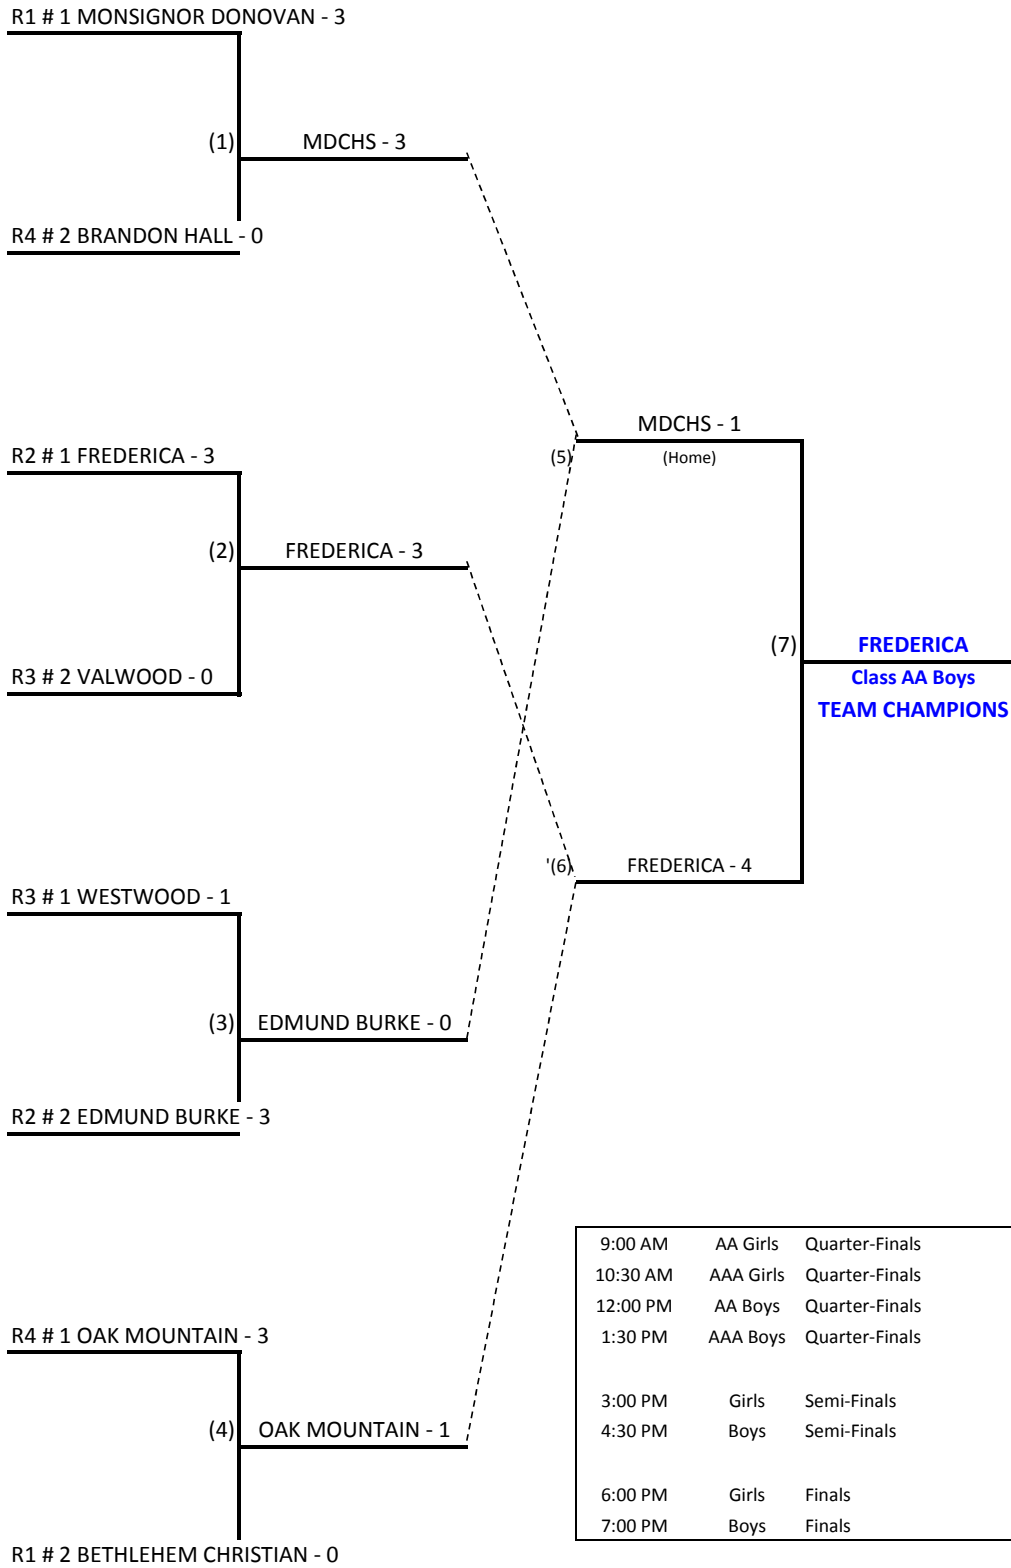 R1 # 1 MONSIGNOR DONOVAN - 3
(1) MDCHS - 3
R4 # 2 BRANDON HALL - 0
MDCHS - 1
R2 # 1 FREDERICA - 3
(5) (Home)
(2) FREDERICA - 3
(7) FREDERICA
R3 # 2 VALWOOD - 0
Class AA Boys
TEAM CHAMPIONS
'(6) FREDERICA - 4
R3 # 1 WESTWOOD - 1
(3) EDMUND BURKE - 0
R2 # 2 EDMUND BURKE - 3
9:00 AM AA Girls Quarter-Finals
10:30 AM AAA Girls Quarter-Finals
12:00 PM AA Boys Quarter-Finals
1:30 PM AAA Boys Quarter-Finals
R4 # 1 OAK MOUNTAIN - 3
3:00 PM Girls Semi-Finals
(4) OAK MOUNTAIN - 1
4:30 PM Boys Semi-Finals
6:00 PM Girls Finals
7:00 PM Boys Finals
R1 # 2 BETHLEHEM CHRISTIAN - 0